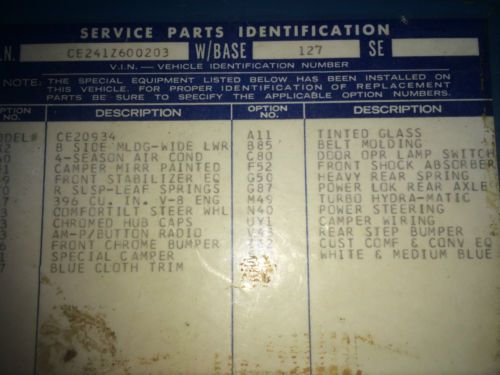 SERVICE PARTS IDENTIFICATION
I.N. CE241Z600203 W/BASE 127 SE
V.I.N. — VEHICLE IDENTIFICATION NUMBER
NOTE: THE SPECIAL EQUIPMENT LISTED BELOW HAS BEEN INSTALLED ON
THIS VEHICLE. FOR PROPER IDENTIFICATION OF REPLACEMENT
PARTS BE SURE TO SPECIFY THE APPLICABLE OPTION NUMBERS.
PTION NO. DESCRIPTION OPTION NO. DESCRIPTION
ODEL# CE20934 A11 TINTED GLASS
B SIDE MLDG-WIDE LWR B85 BELT MOLDING
4-SEASON AIR COND G80 DOOR OPR LAMP SWITCH
CAMPER MIRR PAINTED F52 FRONT SHOCK ABSORBER
FRONT STABILIZER EQ G50 HEAVY REAR SPRING
R SLSP-LEAF SPRINGS G87 POWER LOK REAR AXLE
396 CU. IN. V-8 ENG M49 TURBO HYDRA-MATIC
COMFORTILT STEER WHL N40 POWER STEERING
CHROMED HUB CAPS UY1 CAMPER WIRING
AM-P/BUTTON RADIO V43 REAR STEP BUMPER
FRONT CHROME BUMPER CUST COMF & CONV EQ
SPECIAL CAMPER WHITE & MEDIUM BLUE
BLUE CLOTH TRIM